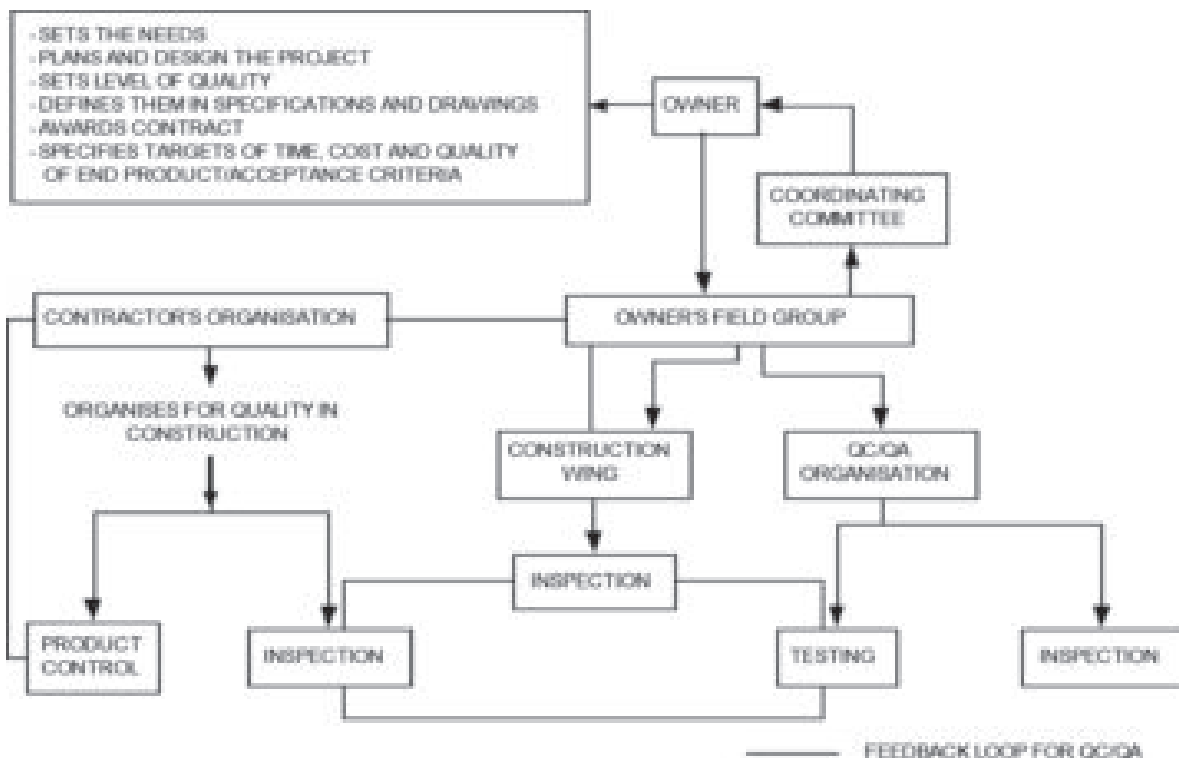 - SETS THE NEEDS
- PLANS AND DESIGN THE PROJECT
- SETS LEVEL OF QUALITY
- DEFINES THEM IN SPECIFICATIONS AND DRAWINGS
- AWARDS CONTRACT
- SPECIFIES TARGETS OF TIME, COST AND QUALITY
OF END PRODUCT/ACCEPTANCE CRITERIA
OWNER
COORDINATING
COMMITTEE
CONTRACTOR'S ORGANISATION
OWNER'S FIELD GROUP
ORGANISES FOR QUALITY IN
CONSTRUCTION
CONSTRUCTION
WING
QC/QA
ORGANISATION
INSPECTION
PRODUCT
CONTROL
INSPECTION
TESTING
INSPECTION
FEEDBACK LOOP FOR QC/QA